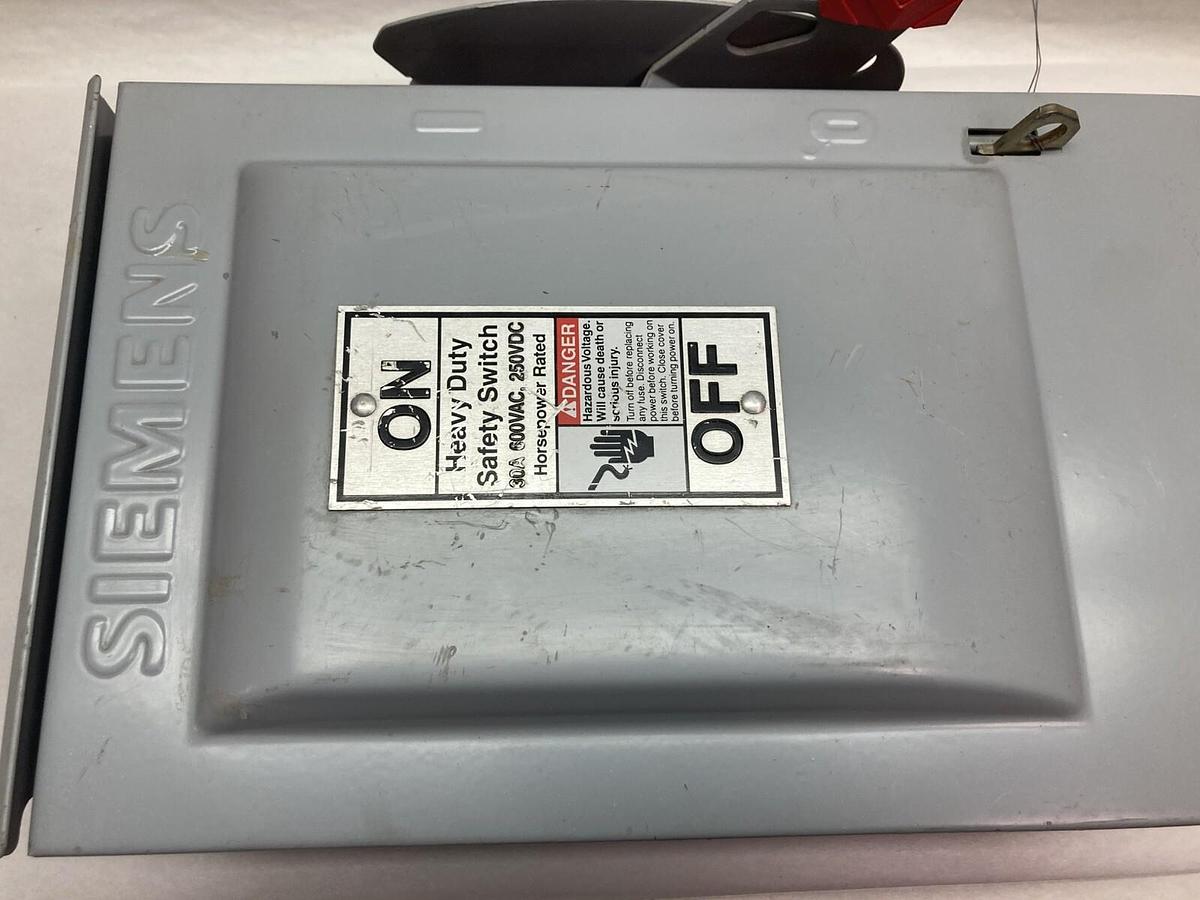 SIEMENS
ON
Heavy Duty
Safety Switch
30A 600VAC, 250VDC
Horsepower Rated
DANGER
Hazardous Voltage.
Will cause death or
serious injury.
Turn off before replacing
any fuse. Disconnect
power before working on
this switch. Close cover
before turning power on.
OFF